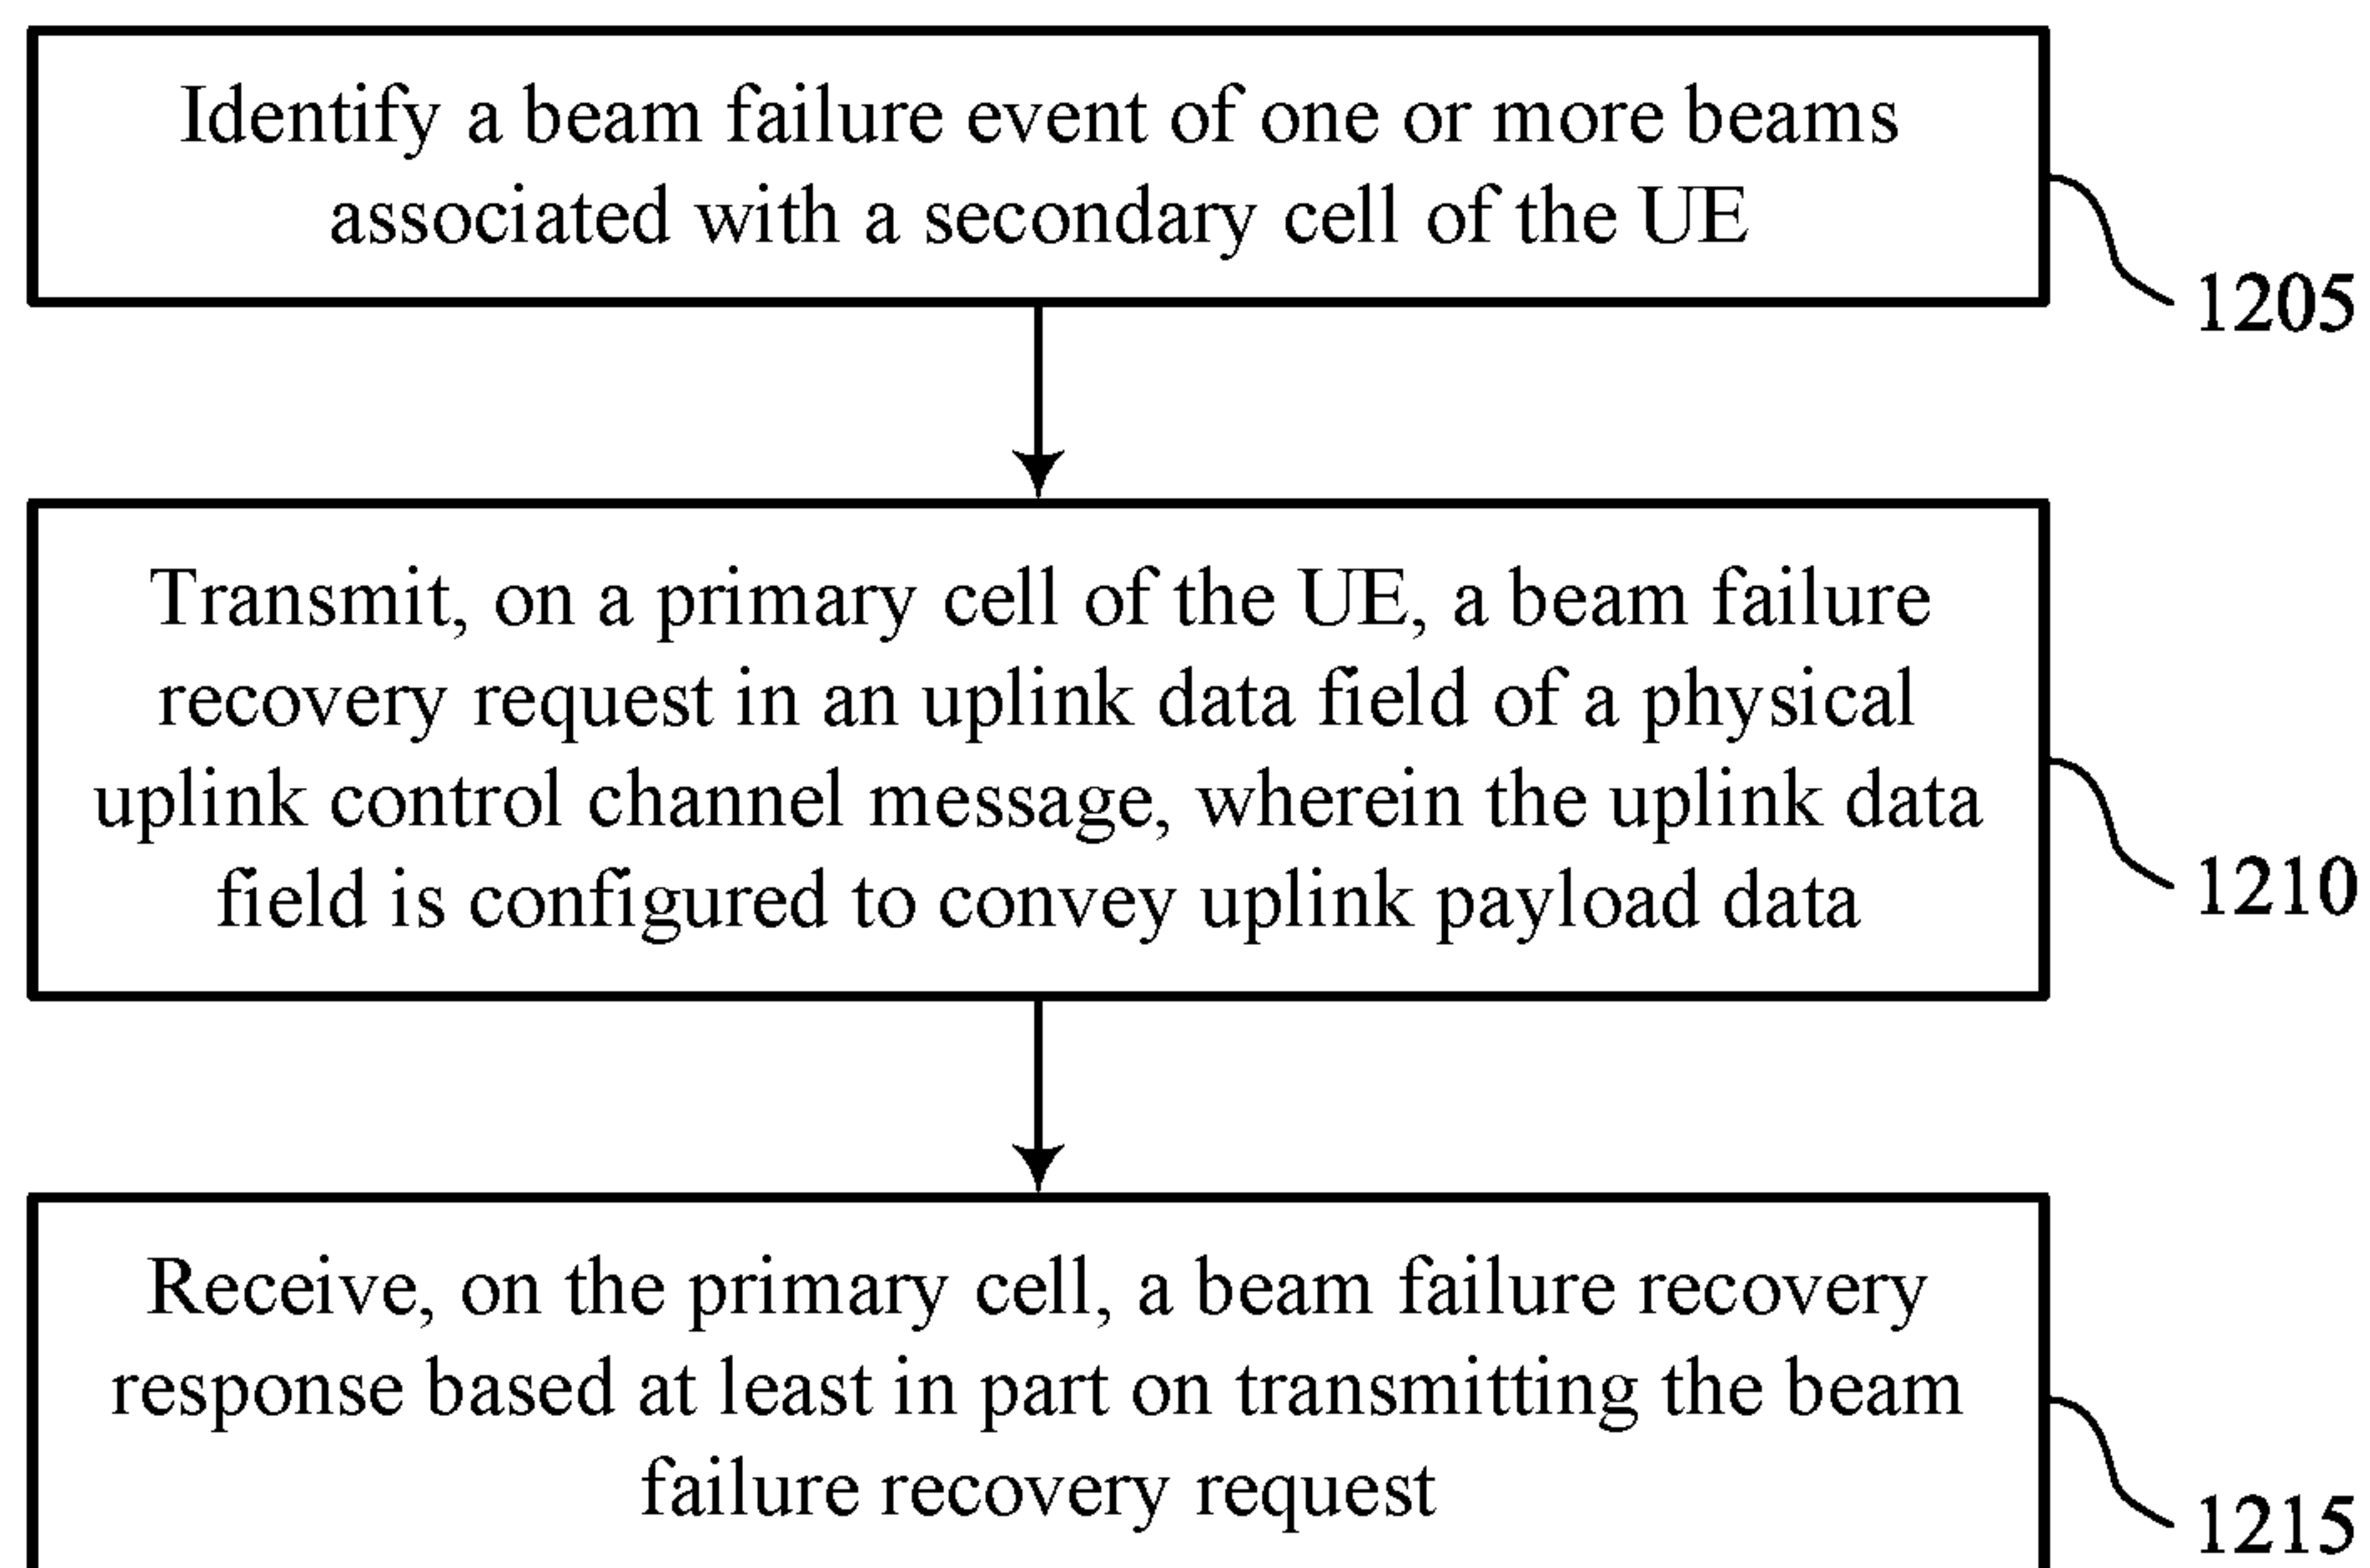 Identify a beam failure event of one or more beams
associated with a secondary cell of the UE
1205
Transmit, on a primary cell of the UE, a beam failure
recovery request in an uplink data field of a physical
uplink control channel message, wherein the uplink data
field is configured to convey uplink payload data
1210
Receive, on the primary cell, a beam failure recovery
response based at least in part on transmitting the beam
failure recovery request
1215